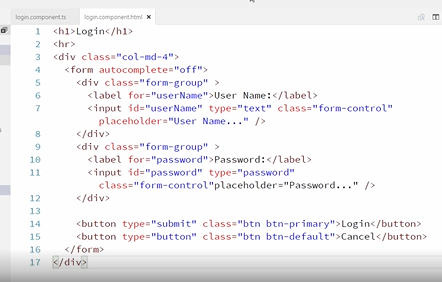 login.component.ts login.component.html ×
1 <h1>Login</h1>
2 <hr>
3 <div class="col-md-4">
4 <form autocomplete="off">
5 <div class="form-group" >
6 <label for="userName">User Name:</label>
7 <input id="userName" type="text" class="form-control"
placeholder="User Name..." />
8 </div>
9 <div class="form-group" >
10 <label for="password">Password:</label>
11 <input id="password" type="password"
class="form-control"placeholder="Password..." />
12 </div>
13
14 <button type="submit" class="btn btn-primary">Login</button>
15 <button type="button" class="btn btn-default">Cancel</button>
16 </form>
17 </div>